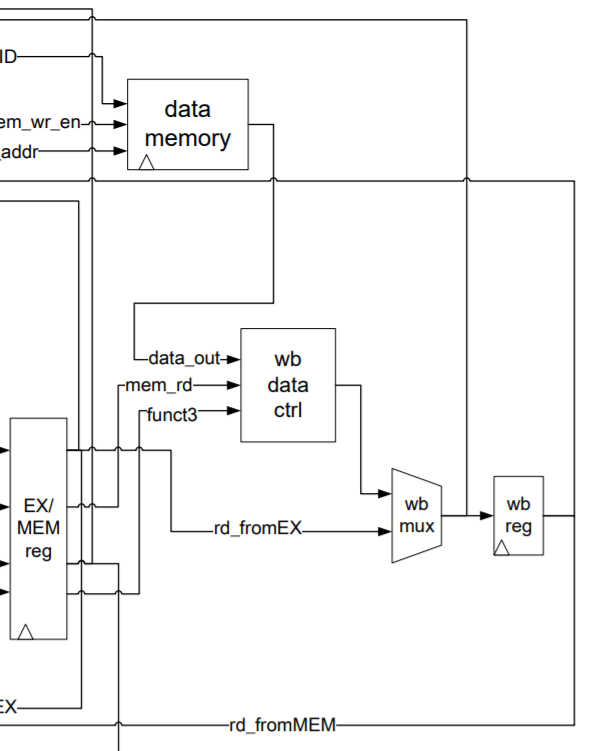 ID
data
memory
em_wr_en
_addr
data_out
mem_rd
funct3
wb
data
ctrl
EX/
MEM
reg
wb
mux
wb
reg
rd_fromEX
EX
rd_fromMEM